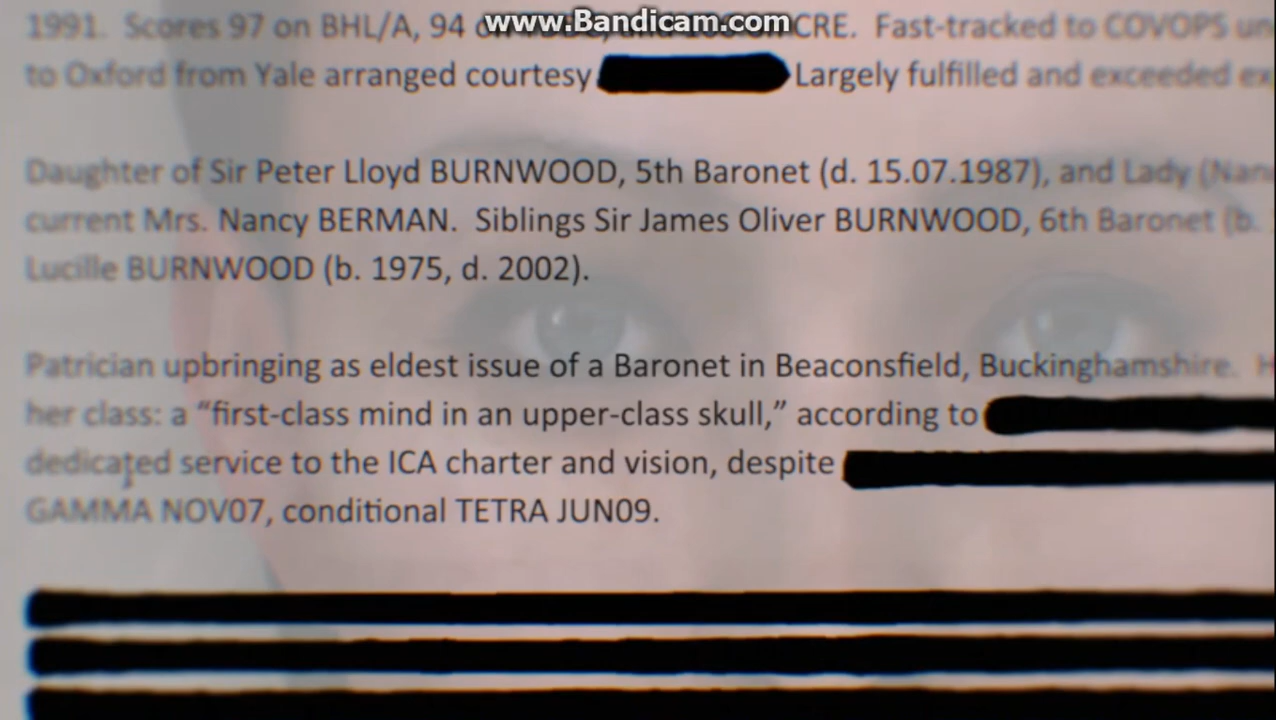 www.Bandicam.com
1991. Scores 97 on BHL/A, 94 CRE. Fast-tracked to COVOPS
to Oxford from Yale arranged courtesy Largely fulfilled and exceeded
Daughter of Sir Peter Lloyd BURNWOOD, 5th Baronet (d. 15.07.1987), and Lady
current Mrs. Nancy BERMAN. Siblings Sir James Oliver BURNWOOD, 6th Baronet (b.
Lucille BURNWOOD (b. 1975, d. 2002).
Patrician upbringing as eldest issue of a Baronet in Beaconsfield, Buckinghamshire.
her class: a “first-class mind in an upper-class skull,” according to
dedicated service to the ICA charter and vision, despite
GAMMA NOV07, conditional TETRA JUN09.